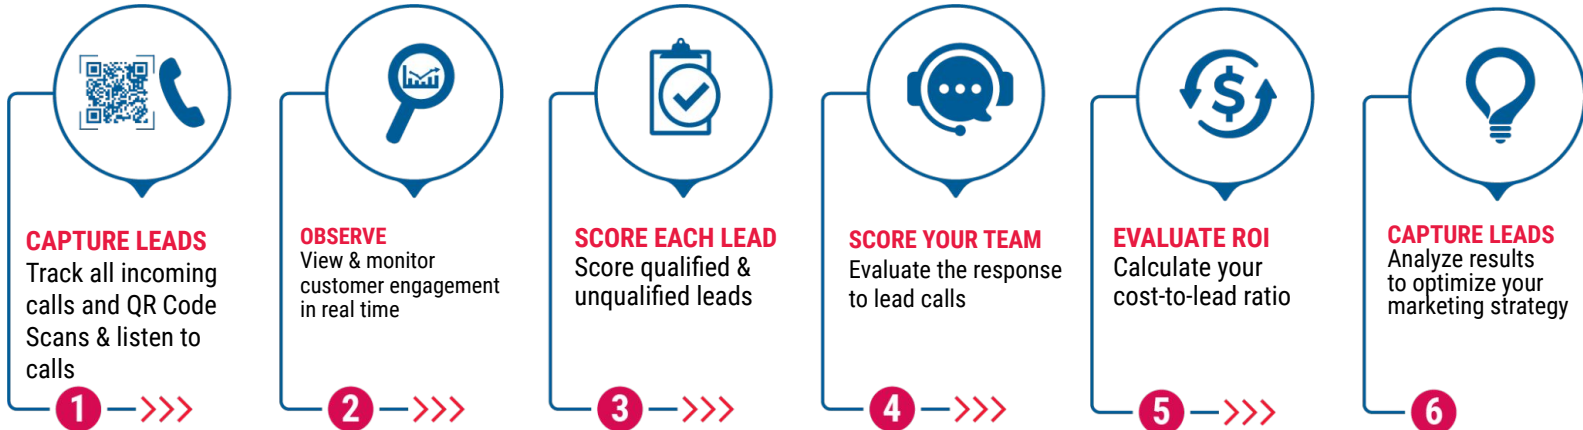 CAPTURE LEADS
Track all incoming
calls and QR Code
Scans & listen to
calls
1
OBSERVE
View & monitor
customer engagement
in real time
2
SCORE EACH LEAD
Score qualified &
unqualified leads
3
SCORE YOUR TEAM
Evaluate the response
to lead calls
4
EVALUATE ROI
Calculate your
cost-to-lead ratio
5
CAPTURE LEADS
Analyze results
to optimize your
marketing strategy
6